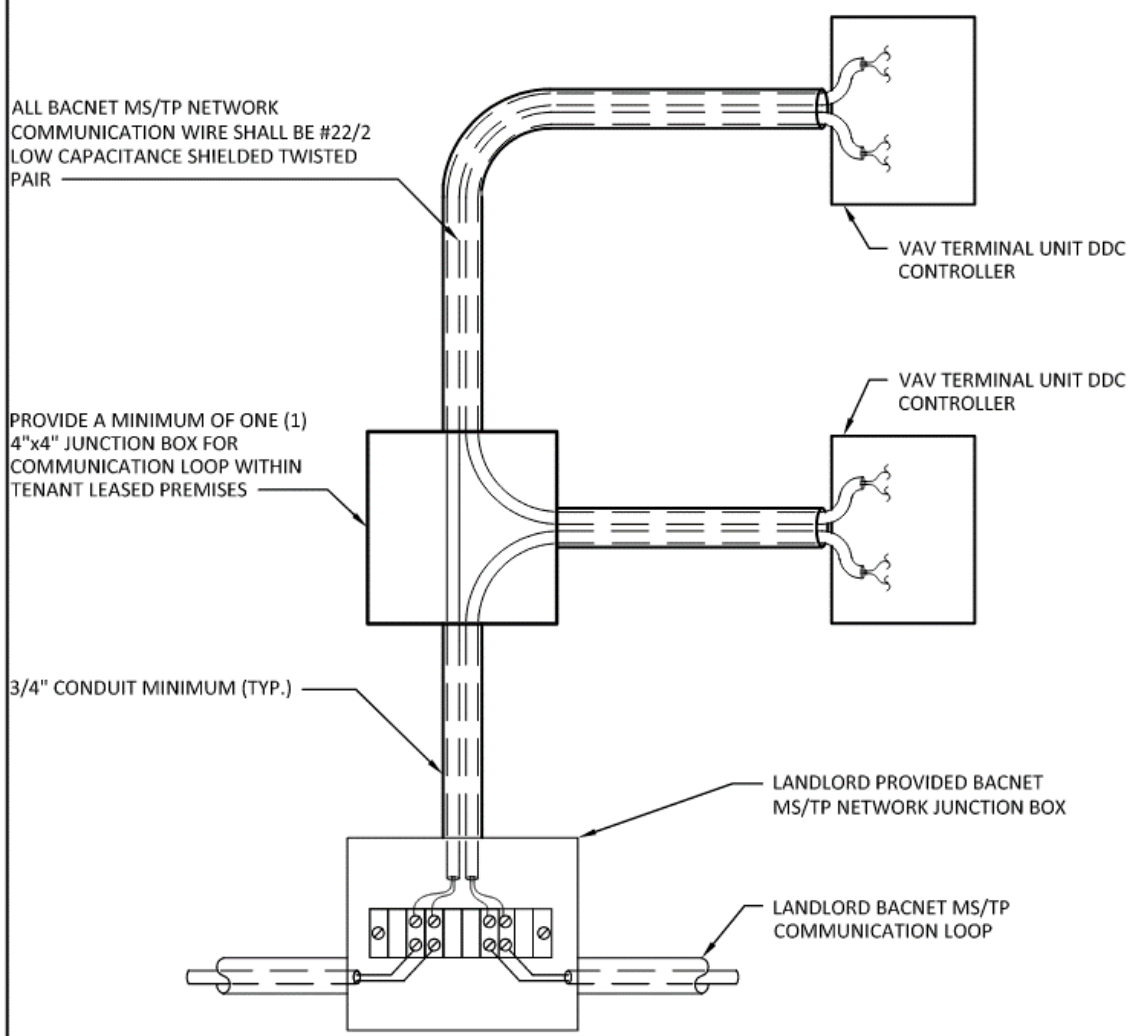 ALL BACNET MS/TP NETWORK
COMMUNICATION WIRE SHALL BE #22/2
LOW CAPACITANCE SHIELDED TWISTED
PAIR
VAV TERMINAL UNIT DDC
CONTROLLER
VAV TERMINAL UNIT DDC
CONTROLLER
PROVIDE A MINIMUM OF ONE (1)
4"x4" JUNCTION BOX FOR
COMMUNICATION LOOP WITHIN
TENANT LEASED PREMISES
3/4" CONDUIT MINIMUM (TYP.)
LANDLORD PROVIDED BACNET
MS/TP NETWORK JUNCTION BOX
LANDLORD BACNET MS/TP
COMMUNICATION LOOP